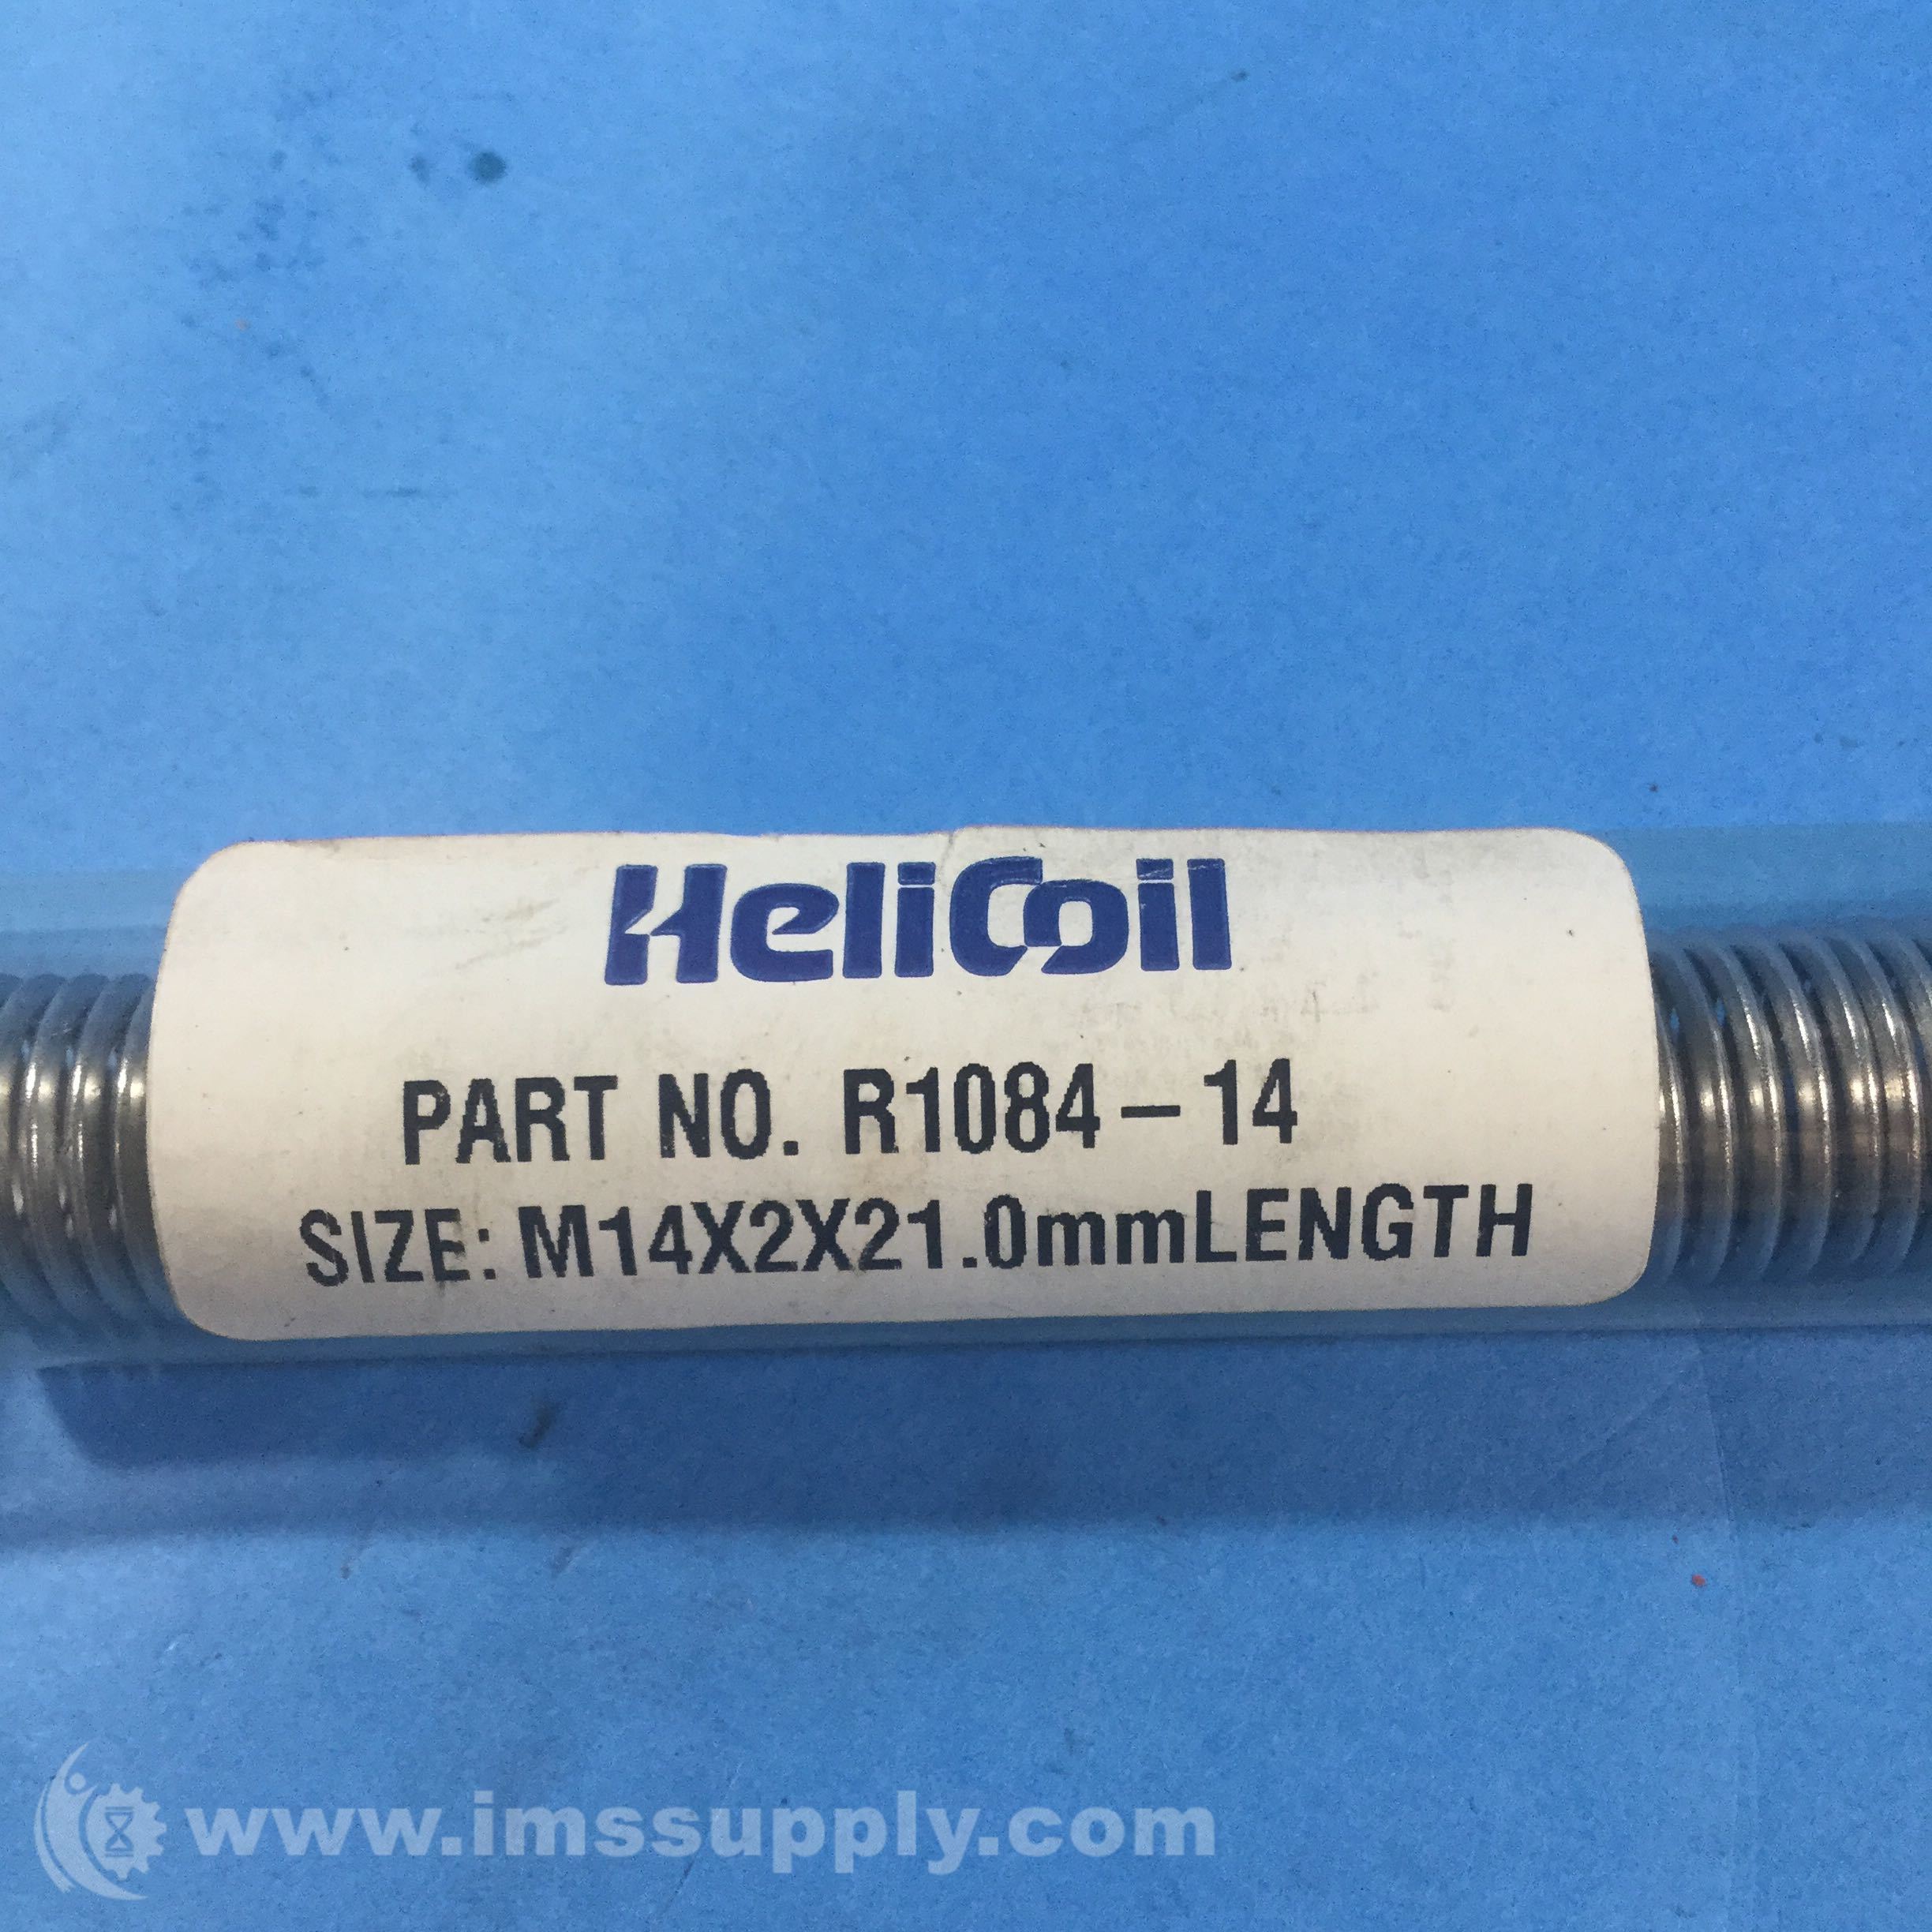 HeliCoil
PART NO. R1084-14
SIZE: M14X2X21.0mmLENGTH
www.imssupply.com